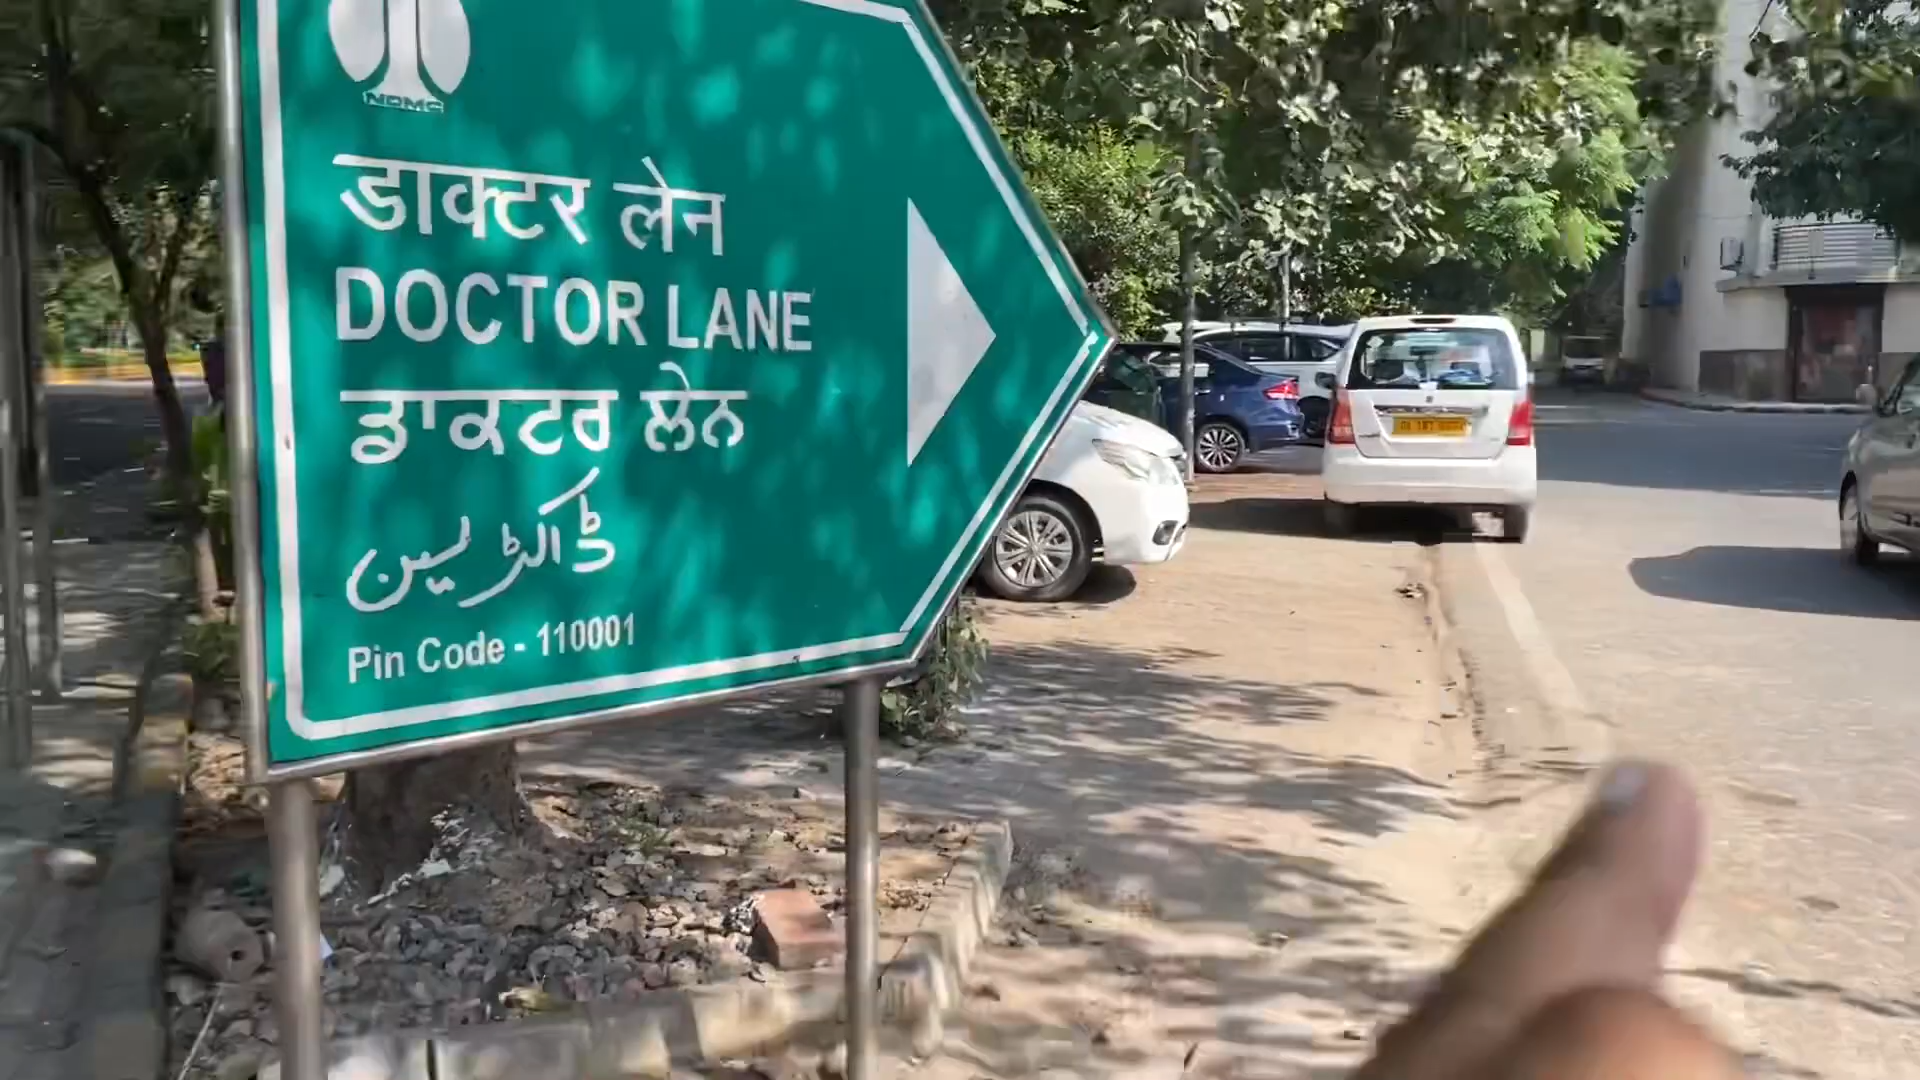 NDMC
डाक्टर लेन
DOCTOR LANE
ਡਾਕਟਰ ਲੇਨ
ڈاکٹر لین
Pin Code - 110001